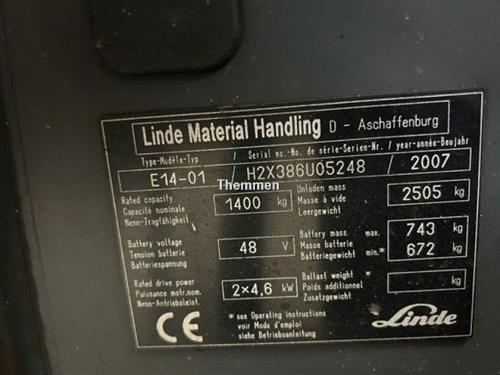 Linde Material Handling D - Aschaffenburg
Type-Modèle-Typ / Serial no.-No. de série-Serien-Nr. / year-année-Baujahr
E14-01 H2X386U05248 / 2007
Themmen
Rated capacity
Capacité nominale
Nenn-Tragfähigkeit
1400 kg
Unladen mass
Masse à vide
Leergewicht
2505 kg
Battery voltage
Tension batterie
Batteriespannung
48 V
Battery mass max.
Masse batterie
Batteriegewicht min.*
743 kg
672 kg
Rated drive power
Puissance motr.nom.
Nenn-Antriebsleist.
2×4,6 kW
Ballast weight *
Poids additionnel
Zusatzgewicht
kg
CE
* see Operating instructions
voir Mode d'emploi
siehe Betriebsanleitung
Linde